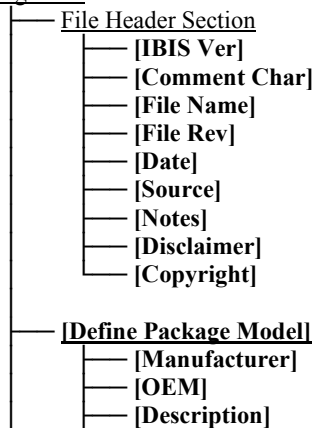 File Header Section
[IBIS Ver]
[Comment Char]
[File Name]
[File Rev]
[Date]
[Source]
[Notes]
[Disclaimer]
[Copyright]
[Define Package Model]
[Manufacturer]
[OEM]
[Description]